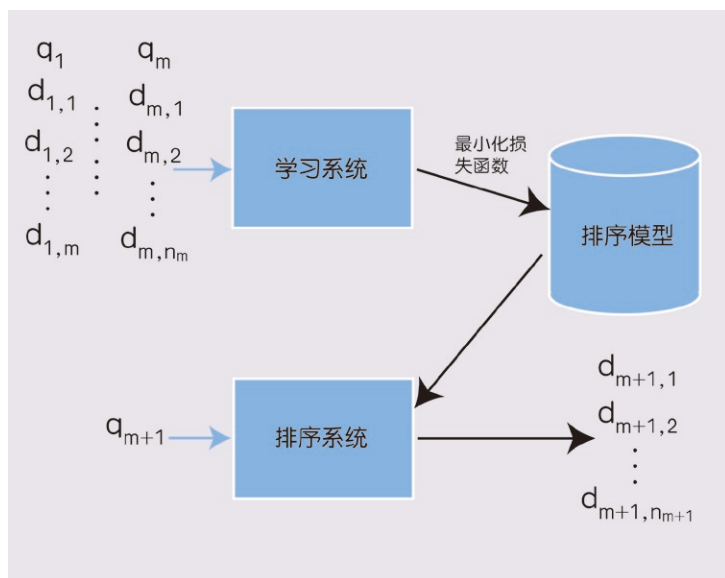 q₁ qₘ
d₁,₁ dₘ,₁
d₁,₂ dₘ,₂
d₁,ₘ dₘ,ₙₘ
学习系统
最小化损
失函数
排序模型
qₘ₊₁
排序系统
dₘ₊₁,₁
dₘ₊₁,₂
dₘ₊₁,ₙₘ₊₁